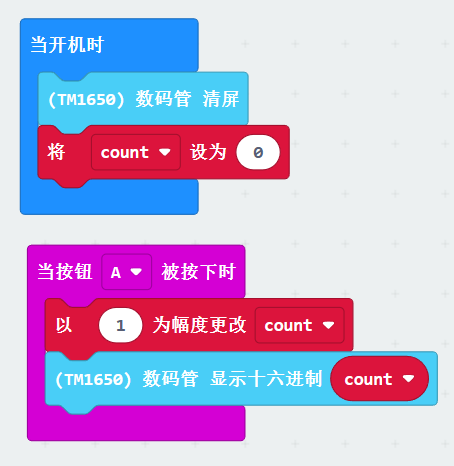 当开机时
(TM1650) 数码管 清屏
将 count 设为 0
当按钮 A 被按下时
以 1 为幅度更改 count
(TM1650) 数码管 显示十六进制 count